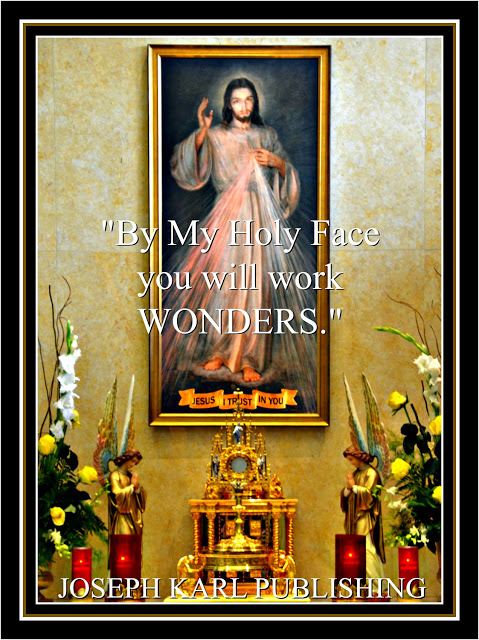 "By My Holy Face
you will work
WONDERS."
JESUS I TRUST IN YOU
JOSEPH KARL PUBLISHING